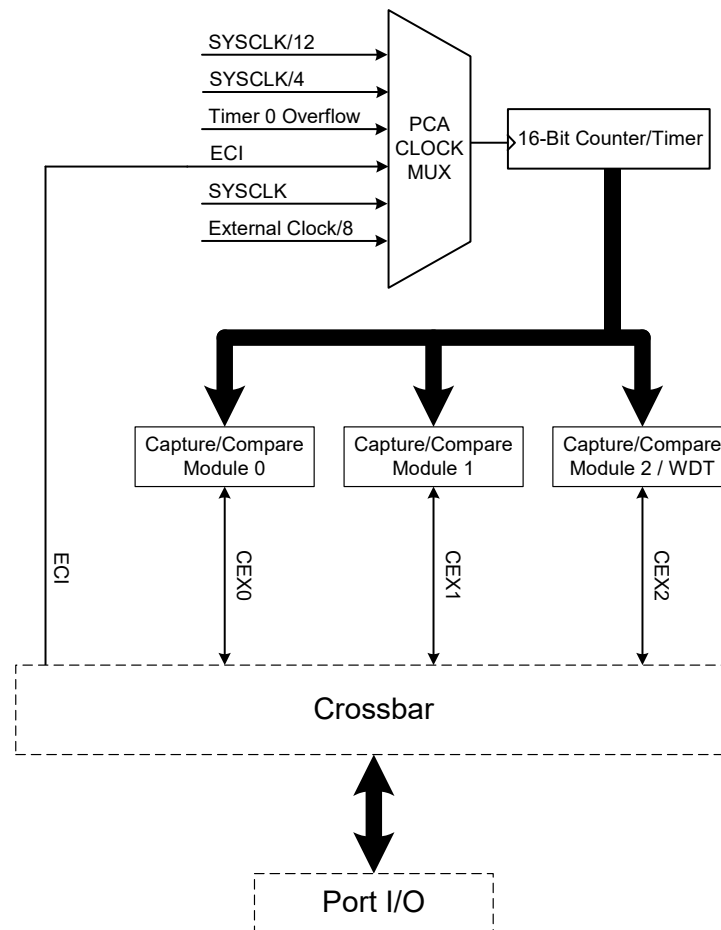 SYSCLK/12
SYSCLK/4
Timer 0 Overflow
ECI
SYSCLK
External Clock/8
PCA
CLOCK
MUX
16-Bit Counter/Timer
Capture/Compare
Module 0
Capture/Compare
Module 1
Capture/Compare
Module 2 / WDT
ECI
CEX0
CEX1
CEX2
Crossbar
Port I/O